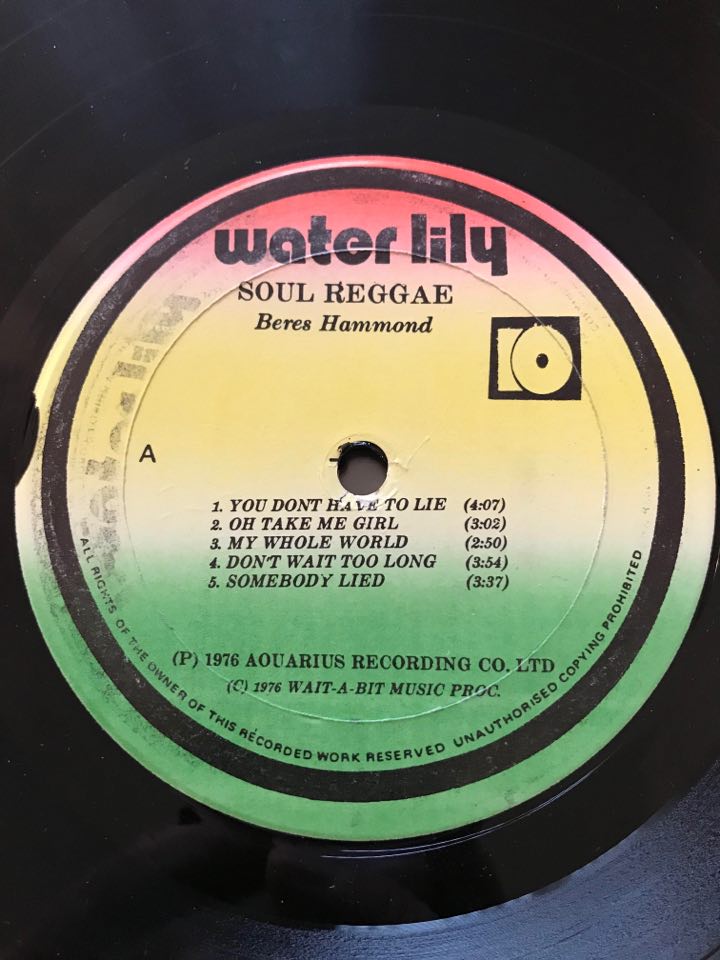 water lily
SOUL REGGAE
Beres Hammond
10
A
1. YOU DONT HAVE TO LIE (4:07)
2. OH TAKE ME GIRL (3:02)
3. MY WHOLE WORLD (2:50)
4. DON'T WAIT TOO LONG (3:54)
5. SOMEBODY LIED (3:37)
(P) 1976 AOUARIUS RECORDING CO. LTD
(C) 1976 WAIT-A-BIT MUSIC PROC.
ALL RIGHTS OF THE OWNER OF THIS RECORDED WORK RESERVED UNAUTHORISED COPYING PROHIBITED